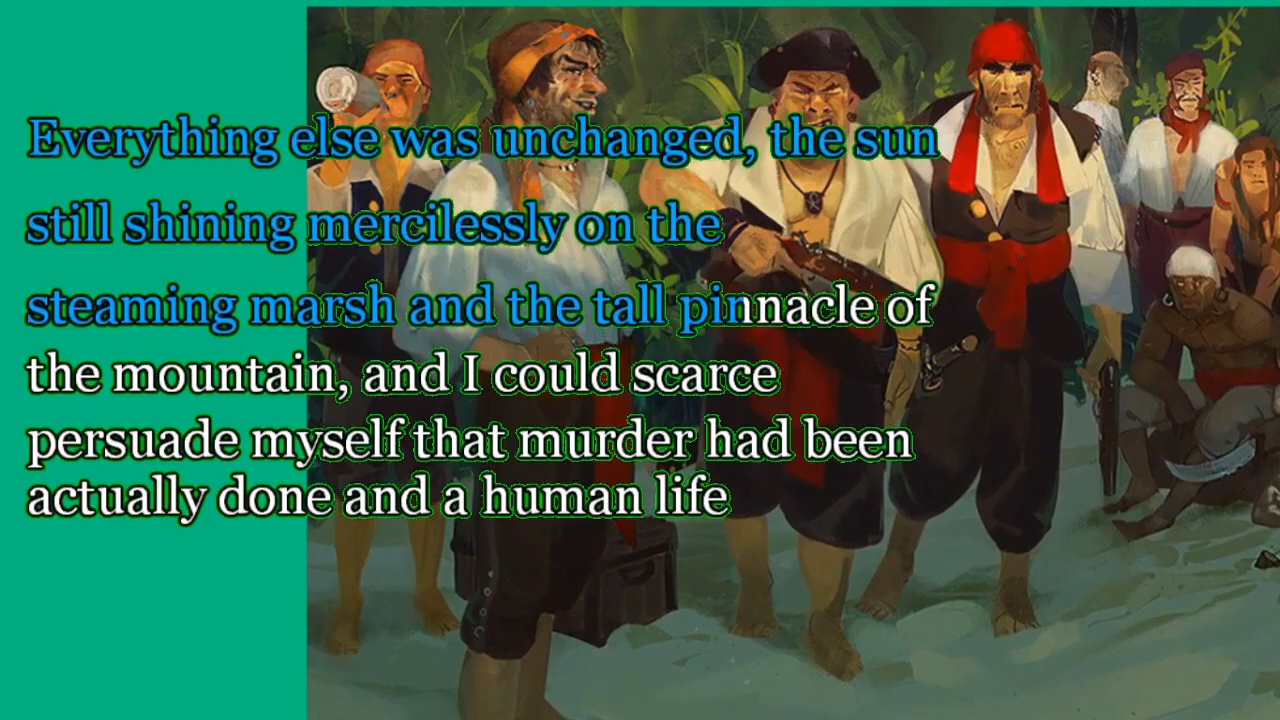 Everything else was unchanged, the sun
still shining mercilessly on the
steaming marsh and the tall pinnacle of
the mountain, and I could scarce
persuade myself that murder had been
actually done and a human life